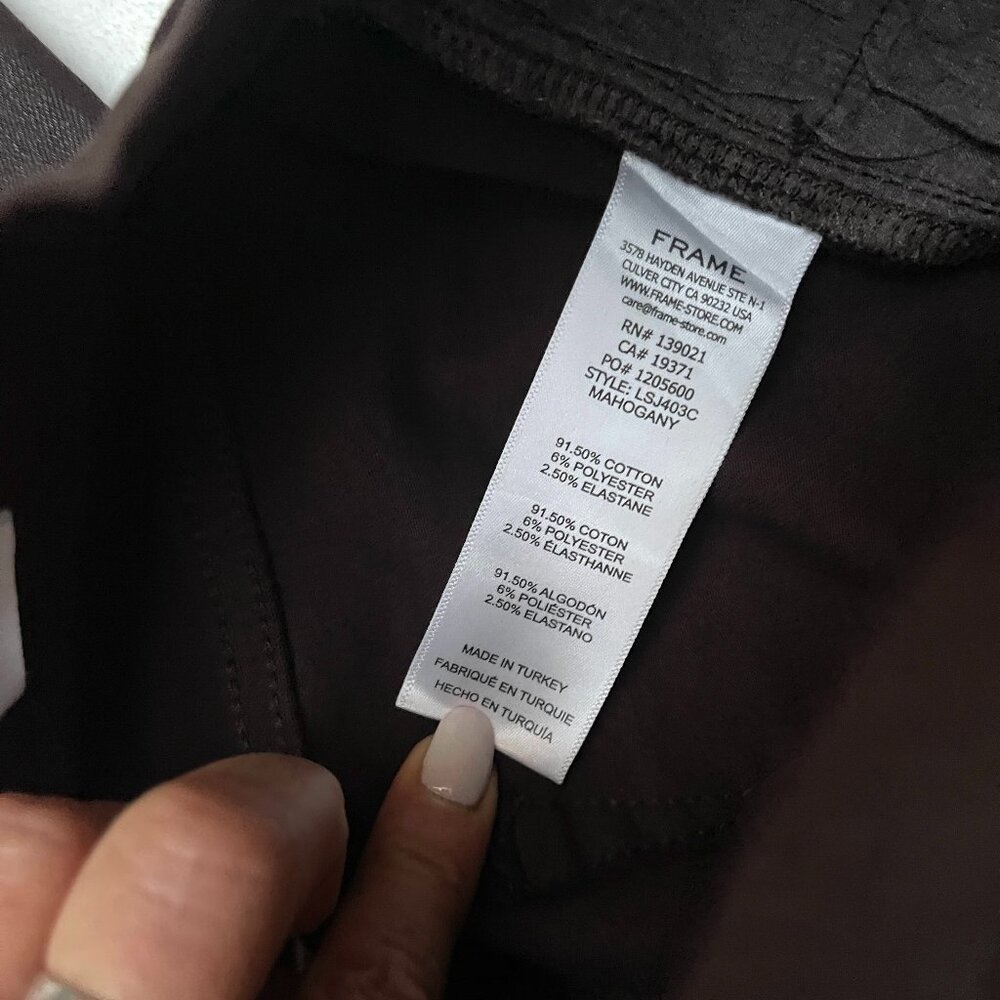 FRAME
3578 HAYDEN AVENUE STE N-1
CULVER CITY CA 90232 USA
WWW.FRAME-STORE.COM
care@frame-store.com
RN# 139021
CA# 19371
PO# 1205600
STYLE: LSJ403C
MAHOGANY
91.50% COTTON
6% POLYESTER
2.50% ELASTANE
91.50% COTON
6% POLYESTER
2.50% ÉLASTHANNE
91.50% ALGODÓN
6% POLIÉSTER
2.50% ELASTANO
MADE IN TURKEY
FABRIQUÉ EN TURQUIE
HECHO EN TURQUÍA